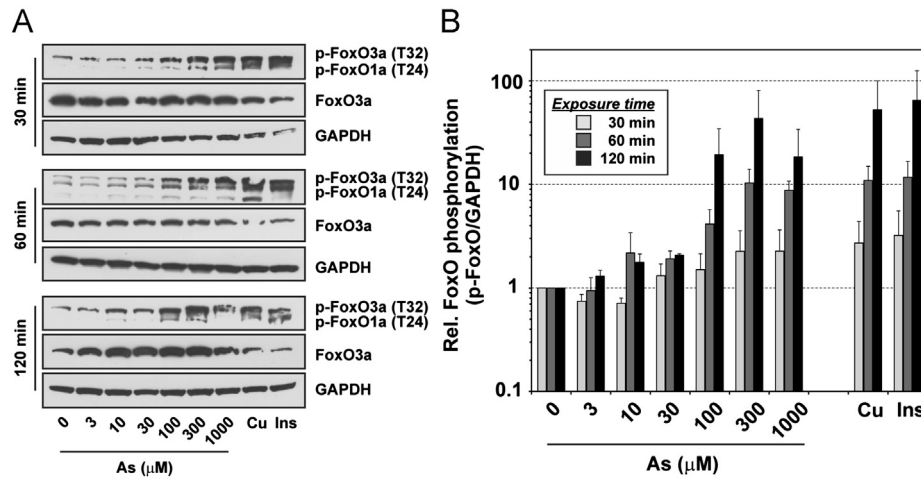 A
30 min
p-FoxO3a (T32)
p-FoxO1a (T24)
FoxO3a
GAPDH
60 min
p-FoxO3a (T32)
p-FoxO1a (T24)
FoxO3a
GAPDH
120 min
p-FoxO3a (T32)
p-FoxO1a (T24)
FoxO3a
GAPDH
0 3 10 30 100 300 1000 Cu Ins
As (μM)
B
Rel. FoxO phosphorylation
(p-FoxO/GAPDH)
100
10
1
0.1
Exposure time
30 min
60 min
120 min
0 3 10 30 100 300 1000 Cu Ins
As (μM)